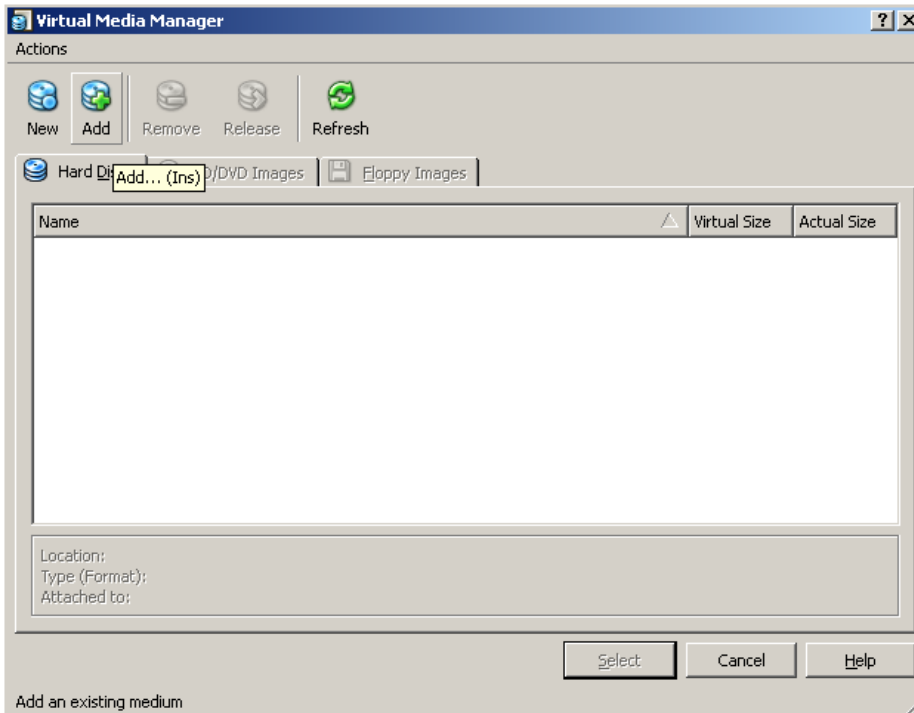 Virtual Media Manager
Actions
New Add Remove Release Refresh
Hard Di /DVD Images Floppy Images
Add... (Ins)
Name Virtual Size Actual Size
Location:
Type (Format):
Attached to:
Select Cancel Help
Add an existing medium